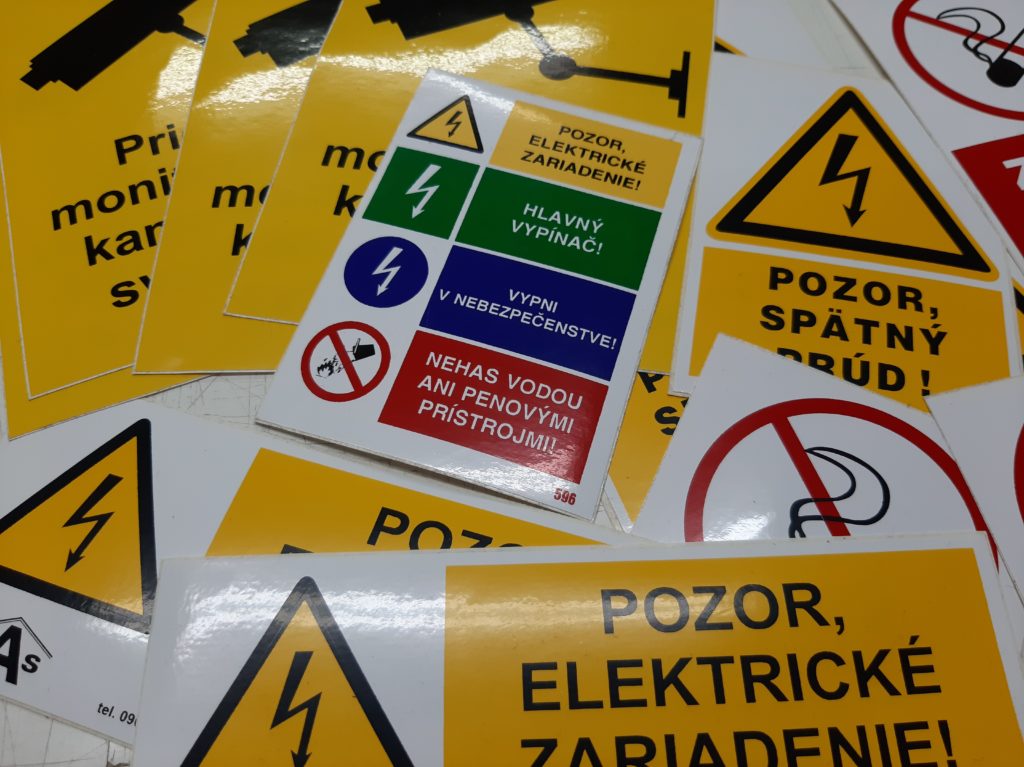 POZOR,
ELEKTRICKÉ
ZARIADENIE!
HLAVNÝ
VYPÍNAČ!
VYPNI
V NEBEZPEČENSTVE!
NEHAS VODOU
ANI PENOVÝMI
PRÍSTROJMI!
596
POZOR,
SPÄTNÝ
PRÚD!
POZOR,
ELEKTRICKÉ
ZARIADENIE!
tel.